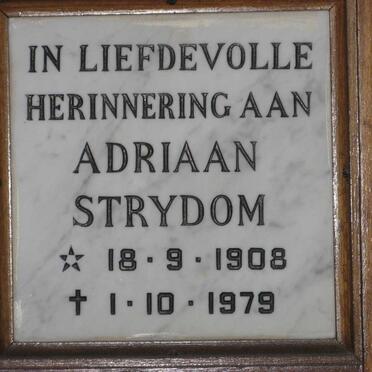 IN LIEFDEVOLLE
HERINNERING AAN
ADRIAAN
STRYDOM
★ 18·9·1908
✝ 1·10·1979